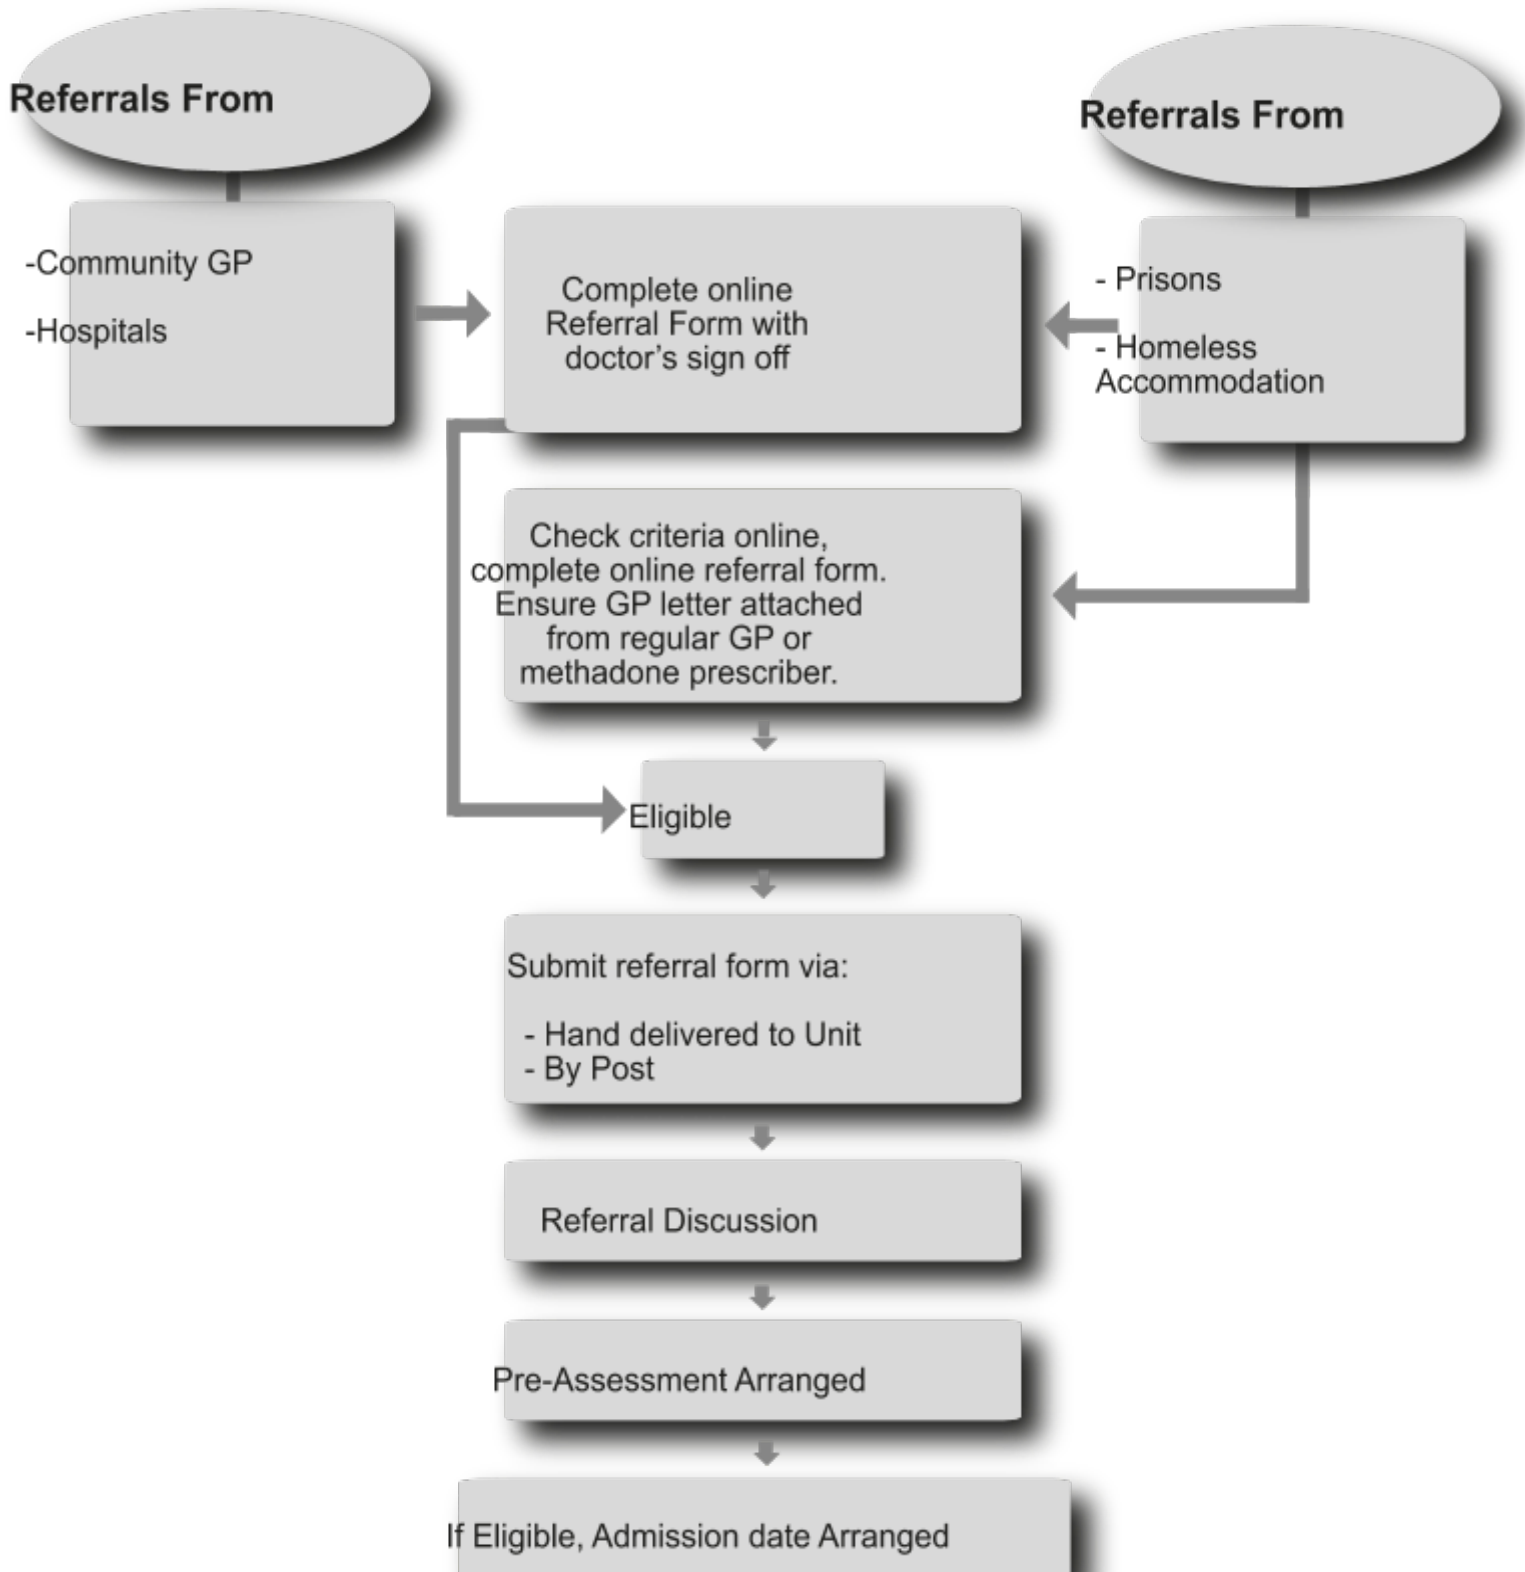 Referrals From
-Community GP
-Hospitals
Referrals From
- Prisons
- Homeless
Accommodation
Complete online
Referral Form with
doctor’s sign off
Check criteria online,
complete online referral form.
Ensure GP letter attached
from regular GP or
methadone prescriber.
Eligible
Submit referral form via:
- Hand delivered to Unit
- By Post
Referral Discussion
Pre-Assessment Arranged
If Eligible, Admission date Arranged